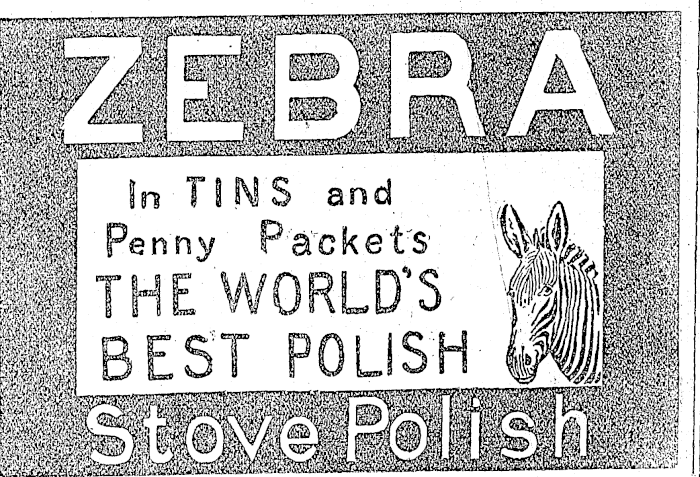 ZEBRA
In TINS and
Penny Packets
THE WORLD'S
BEST POLISH
Stove Polish